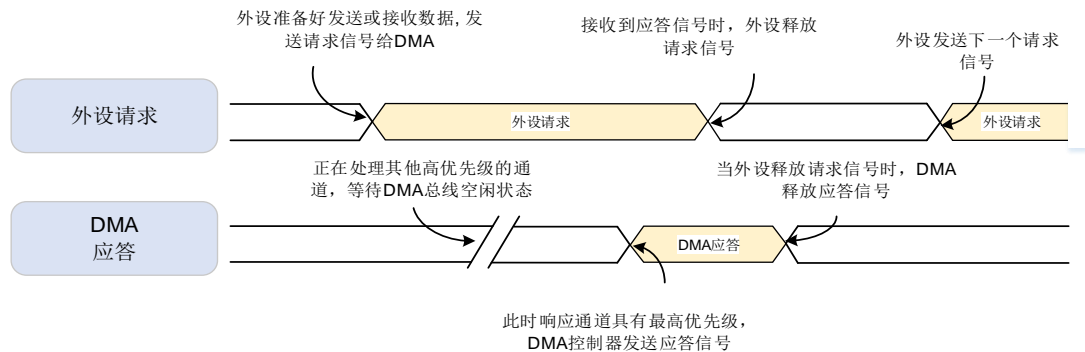 外设准备好发送或接收数据, 发
送请求信号给DMA
接收到应答信号时，外设释放
请求信号
外设发送下一个请求
信号
外设请求
外设请求
外设请求
正在处理其他高优先级的通
道，等待DMA总线空闲状态
当外设释放请求信号时，DMA
释放应答信号
DMA
应答
DMA应答
此时响应通道具有最高优先级，
DMA控制器发送应答信号